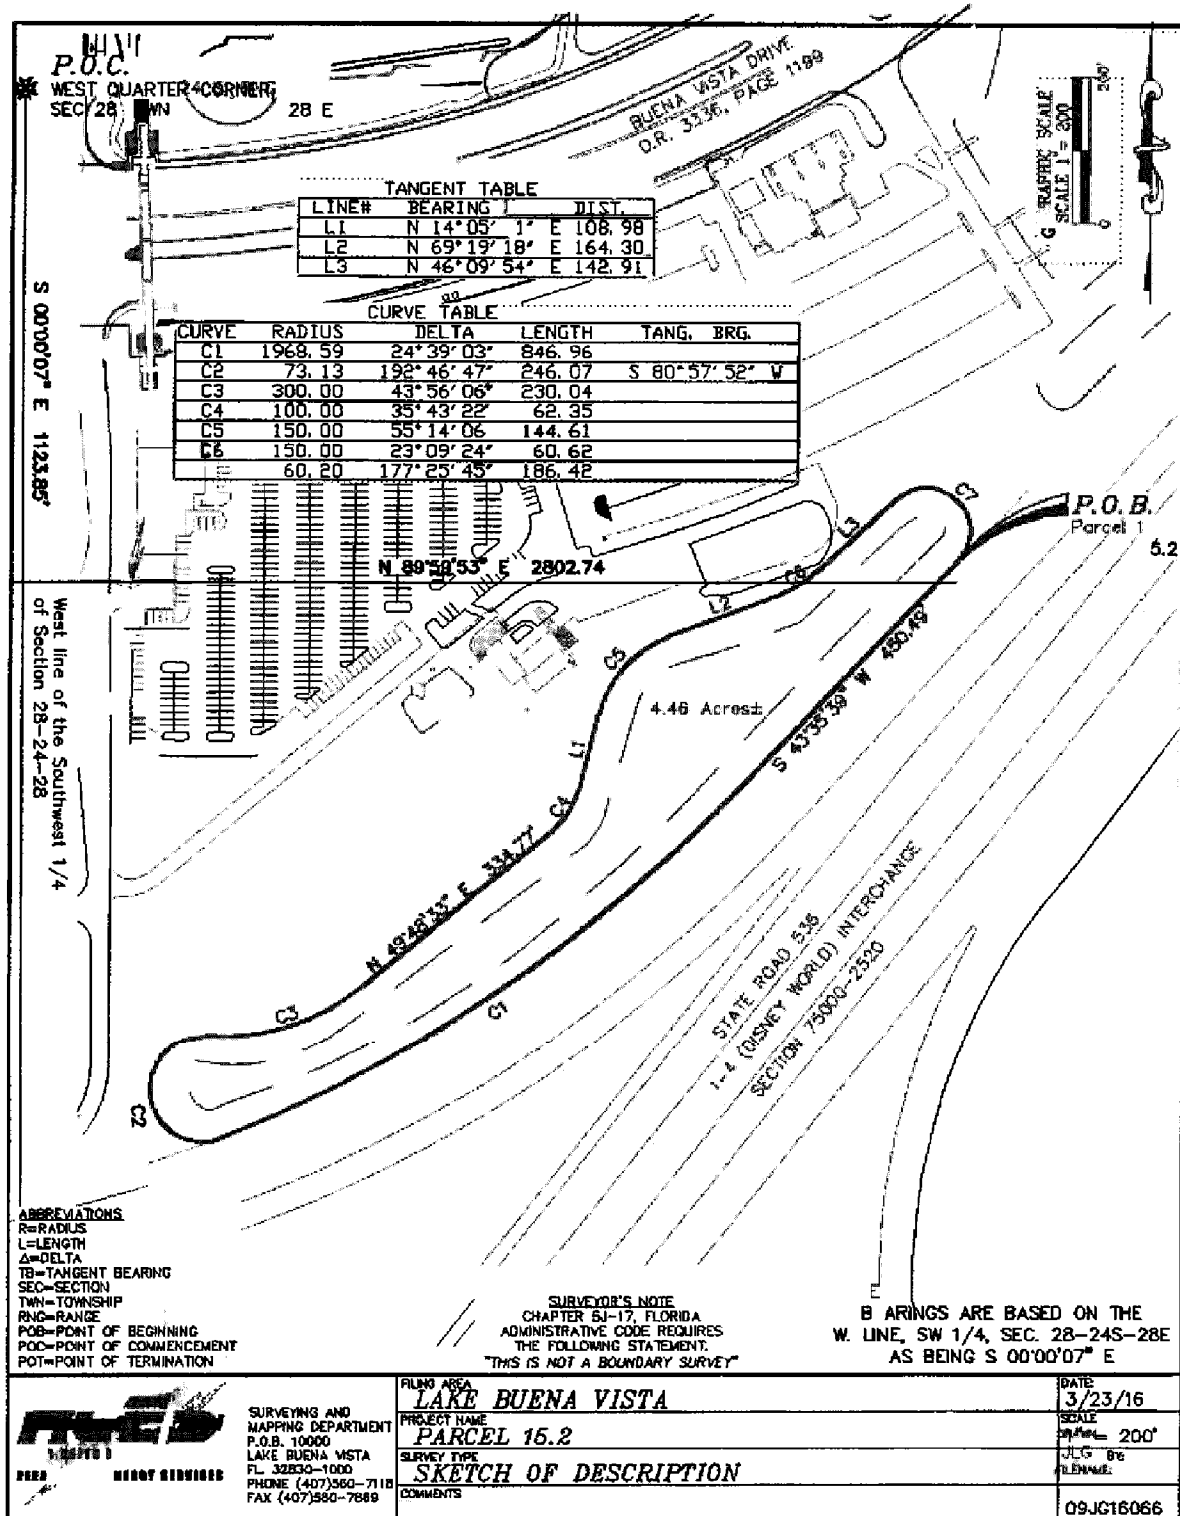 P.O.C.
WEST QUARTER CORNER
SEC 28 28 E
BUENA VISTA DRIVE
O.R. 3236, PAGE 1199
GRAPHIC SCALE
SCALE 1" = 200
0
200'
TANGENT TABLE
LINE# BEARING DIST.
L1 N 14°05' 1" E 108.98
L2 N 69°19'18" E 164.30
L3 N 46°09'54" E 142.91
CURVE TABLE
CURVE RADIUS DELTA LENGTH TANG. BRG.
C1 1968.59 24°39'03" 846.96
C2 73.13 192°46'47" 246.07 S 80°57'52" W
C3 300.00 43°56'06" 230.04
C4 100.00 35°43'22" 62.35
C5 150.00 55°14'06 144.61
C6 150.00 23°09'24" 60.62
60.20 177°25'45" 186.42
S 00°00'07" E 1123.85'
N 89°59'53" E 2802.74
West line of the Southwest 1/4
of Section 28-24-28
P.O.B.
Parcel 1
5.2
C7
L3
C6
L2
C5
L1
C4
4.46 Acres±
S 43°35'39" W 450.49
N 49°48'33" E 334.77'
C3
C1
C2
STATE ROAD 536
I-4 (DISNEY WORLD) INTERCHANGE
SECTION 75000-2520
ABBREVIATIONS
R=RADIUS
L=LENGTH
Δ=DELTA
TB=TANGENT BEARING
SEC=SECTION
TWN=TOWNSHIP
RNG=RANGE
POB=POINT OF BEGINNING
POC=POINT OF COMMENCEMENT
POT=POINT OF TERMINATION
SURVEYOR'S NOTE
CHAPTER 5J-17, FLORIDA
ADMINISTRATIVE CODE REQUIRES
THE FOLLOWING STATEMENT.
"THIS IS NOT A BOUNDARY SURVEY"
B ARINGS ARE BASED ON THE
W. LINE, SW 1/4, SEC. 28-24S-28E
AS BEING S 00°00'07" E
SURVEYING AND
MAPPING DEPARTMENT
P.O.B. 10000
LAKE BUENA VISTA
FL. 32830-1000
PHONE (407)560-7118
FAX (407)560-7669
FILING AREA
LAKE BUENA VISTA
PROJECT NAME
PARCEL 15.2
SURVEY TYPE
SKETCH OF DESCRIPTION
COMMENTS
DATE
3/23/16
SCALE
200'
JLG
09JG16066